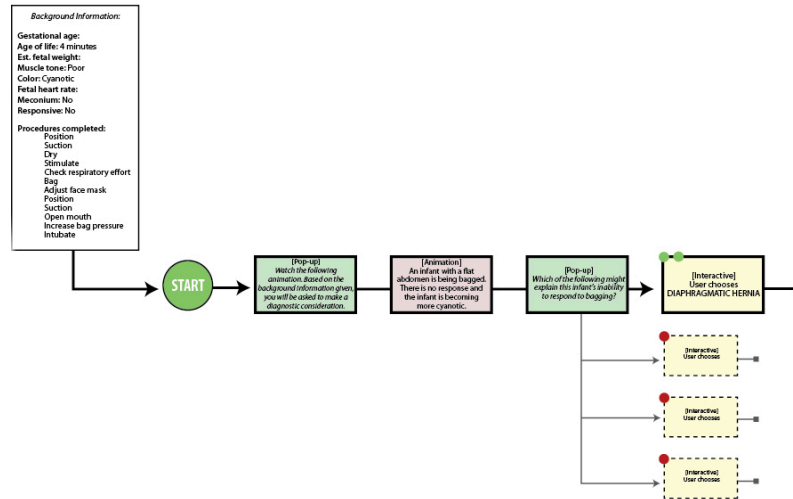 Background Information:
Gestational age:
Age of life: 4 minutes
Est. fetal weight:
Muscle tone: Poor
Color: Cyanotic
Fetal heart rate:
Meconium: No
Responsive: No
Procedures completed:
Position
Suction
Dry
Stimulate
Check respiratory effort
Bag
Adjust face mask
Position
Suction
Open mouth
Increase bag pressure
Intubate
START
[Pop-up]
Watch the following
animation. Based on the
background information given,
you will be asked to make a
diagnostic consideration.
[Animation]
An infant with a flat
abdomen is being bagged.
There is no response and
the infant is becoming
more cyanotic.
[Pop-up]
Which of the following might
explain this infant's inability
to respond to bagging?
[Interactive]
User chooses
DIAPHRAGMATIC HERNIA
[Interactive]
User chooses
[Interactive]
User chooses
[Interactive]
User chooses